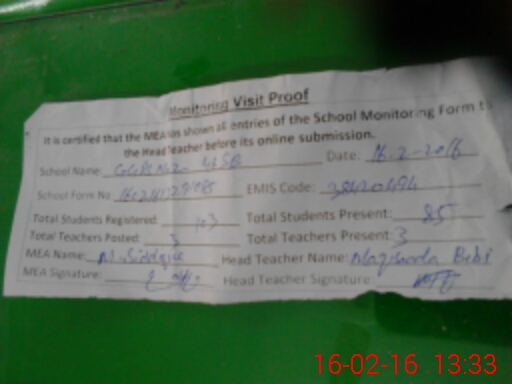 Monitoring Visit Proof
It is certified that the MEA has shown all entries of the School Monitoring Form to
the Head Teacher before its online submission.
School Name: Date: 16-2-2016
School Form No EMIS Code:
Total Students Registered: 103 Total Students Present: 85
Total Teachers Posted: 3 Total Teachers Present: 3
MEA Name: M. Siddique Head Teacher Name: Bibi
MEA Signature: Head Teacher Signature:
16-02-16 13:33